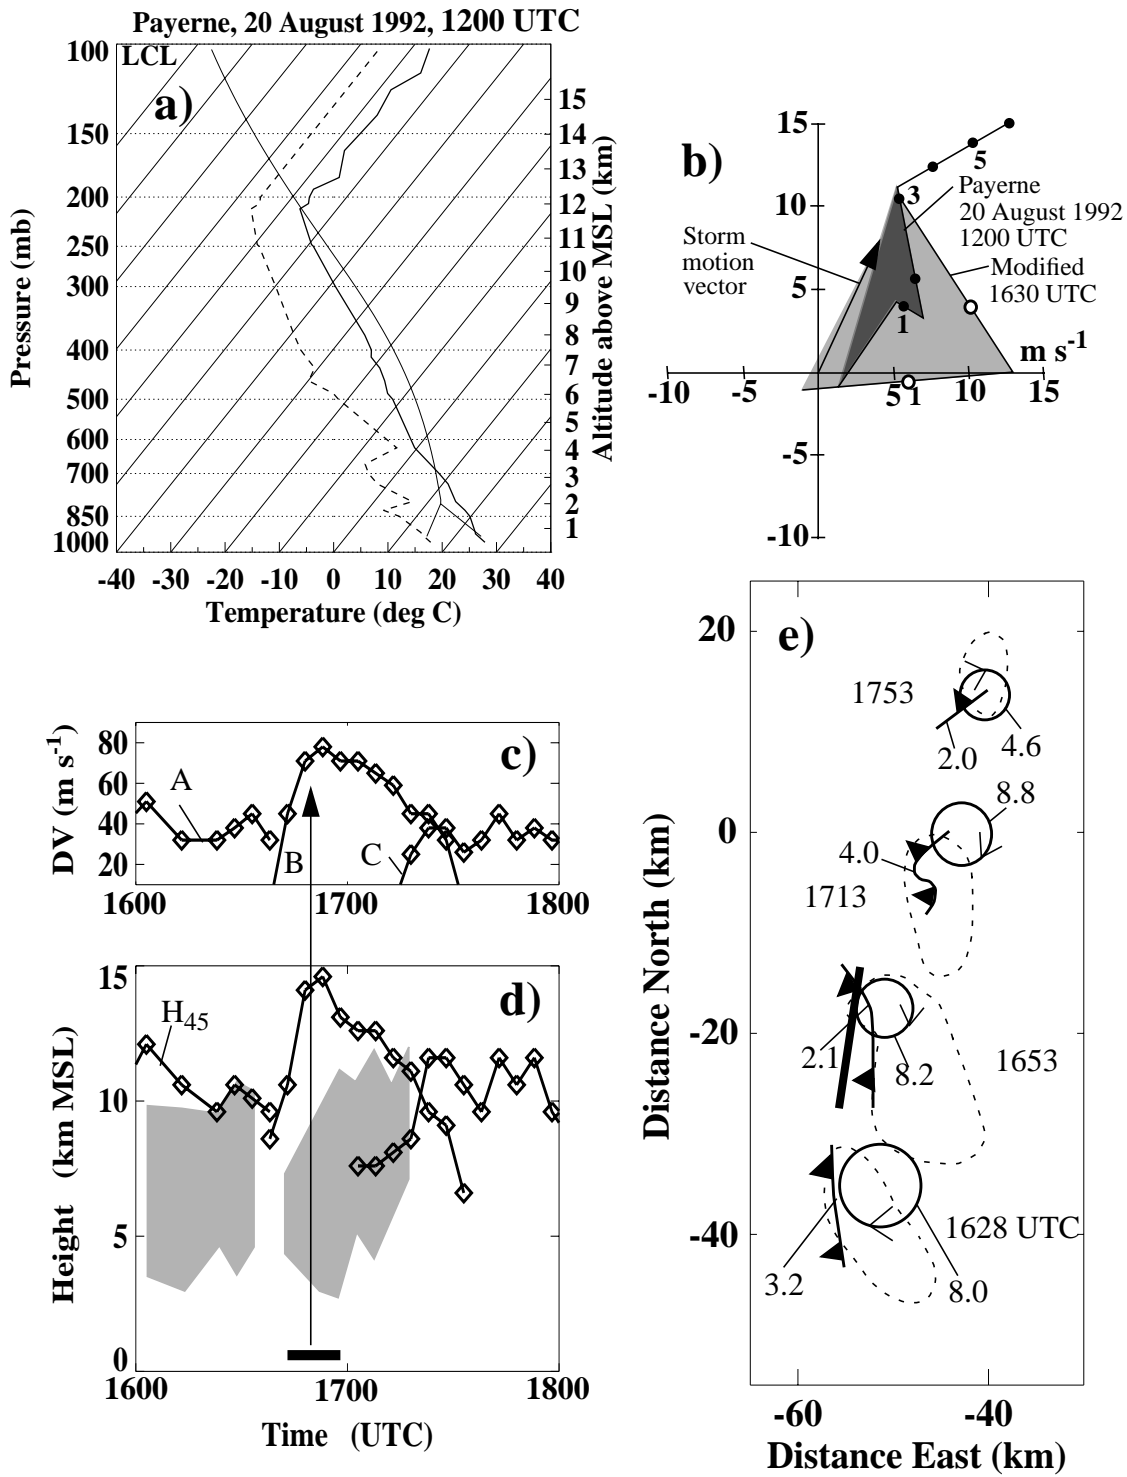 Payerne, 20 August 1992, 1200 UTC
LCL
a)
100
150
200
250
300
400
500
600
700
850
1000
Pressure (mb)
15
14
13
12
11
10
9
8
7
6
5
4
3
2
1
Altitude above MSL (km)
-40 -30 -20 -10 0 10 20 30 40
Temperature (deg C)
b)
15
10
5
-5
-10
-10 -5 5 10 15
m s-1
1
3
5
1
Storm
motion
vector
Payerne
20 August 1992
1200 UTC
Modified
1630 UTC
c)
DV (m s-1)
80
60
40
20
A
B
C
1600 1700 1800
d)
Height (km MSL)
15
10
5
0
H45
1600 1700 1800
Time (UTC)
e)
Distance North (km)
20
0
-20
-40
1753
2.0
4.6
8.8
4.0
1713
2.1
8.2
1653
1628 UTC
3.2
8.0
-60 -40
Distance East (km)